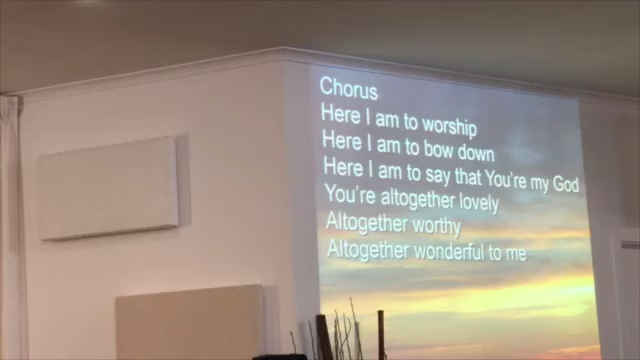 Chorus
Here I am to worship
Here I am to bow down
Here I am to say that You're my God
You're altogether lovely
Altogether worthy
Altogether wonderful to me